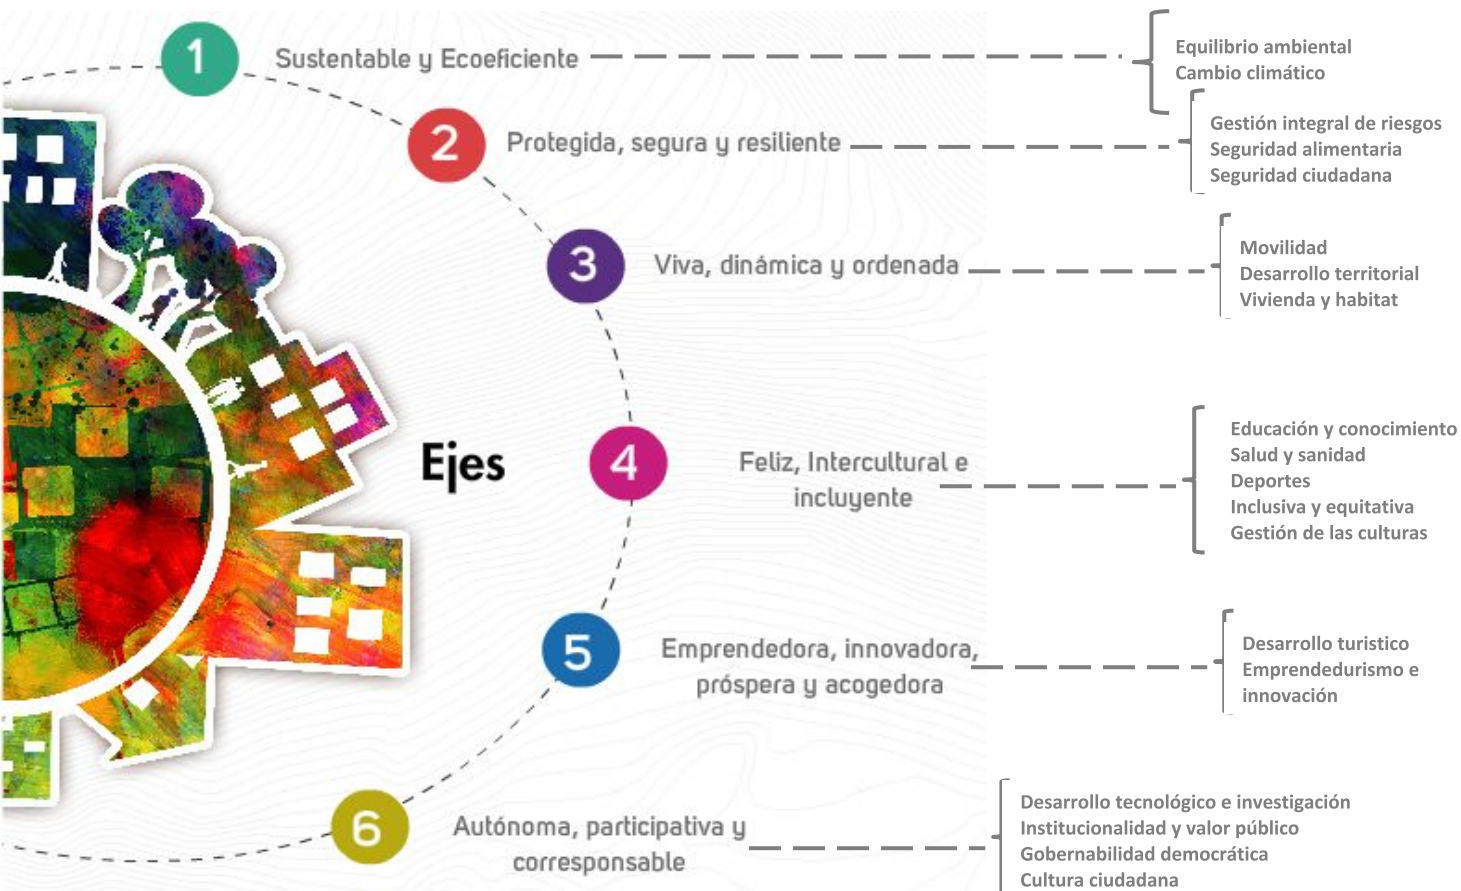 1
Sustentable y Ecoeficiente
Equilibrio ambiental
Cambio climático
2
Protegida, segura y resiliente
Gestión integral de riesgos
Seguridad alimentaria
Seguridad ciudadana
3
Viva, dinámica y ordenada
Movilidad
Desarrollo territorial
Vivienda y habitat
Ejes
4
Feliz, Intercultural e
incluyente
Educación y conocimiento
Salud y sanidad
Deportes
Inclusiva y equitativa
Gestión de las culturas
5
Emprendedora, innovadora,
próspera y acogedora
Desarrollo turistico
Emprendedurismo e
innovación
6
Autónoma, participativa y
corresponsable
Desarrollo tecnológico e investigación
Institucionalidad y valor público
Gobernabilidad democrática
Cultura ciudadana